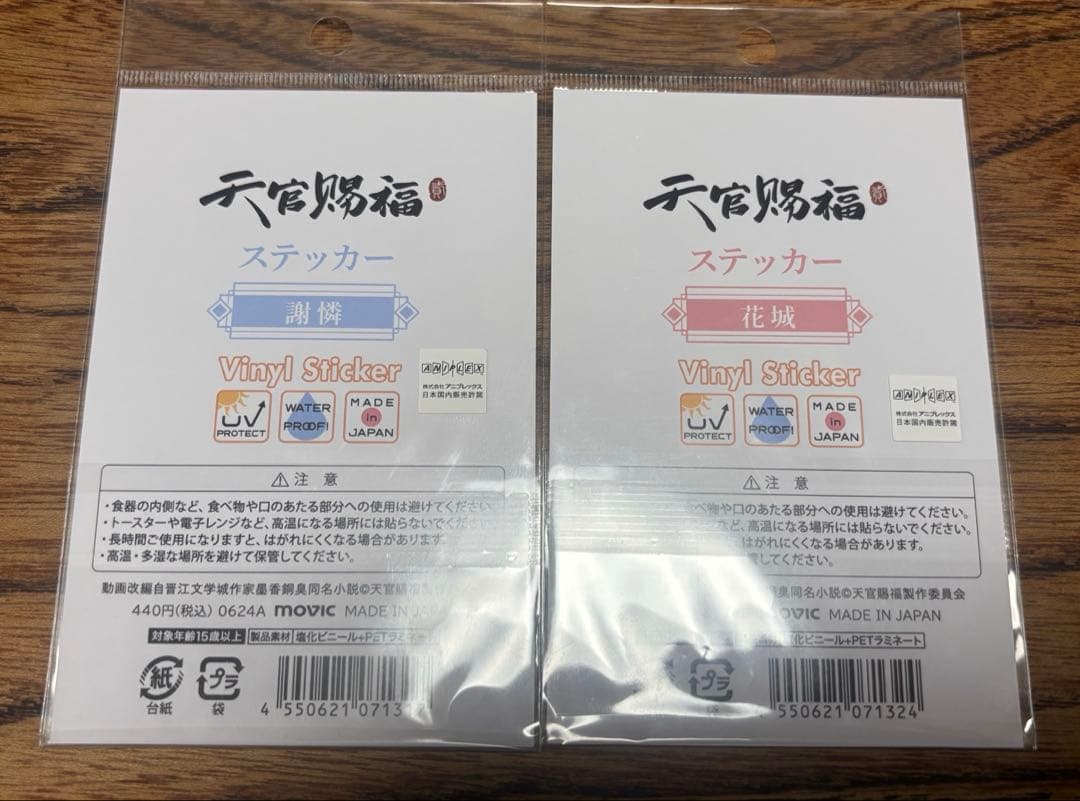 天官赐福 貳
ステッカー
謝憐
Vinyl Sticker
ANIPLEX
株式会社アニプレックス
日本国内販売許諾
UV
PROTECT
WATER
PROOF!
MADE
in
JAPAN
⚠注意
・食器の内側など、食べ物や口のあたる部分への使用は避けてください。
・トースターや電子レンジなど、高温になる場所には貼らないでくだ
・長時間ご使用になりますと、はがれにくくなる場合があります。
・高温・多湿な場所を避けて保管してください。
動画改編自晋江文学城作家墨香銅臭同名小説©天官賜福
440円(税込) 0624A movic MADE IN JA
対象年齢15歳以上 製品素材 塩化ビニール+PETラミネート
紙
台紙
プラ
袋
4 550621 071
天官赐福 貳
ステッカー
花城
Vinyl Sticker
ANIPLEX
株式会社アニプレックス
日本国内販売許諾
UV
PROTECT
WATER
PROOF!
MADE
in
JAPAN
⚠注意
べ物や口のあたる部分への使用は避けてください。
ど、高温になる場所には貼らないでください。
はがれにくくなる場合があります。
してください。
銅臭同名小説©天官賜福製作委員会
movic MADE IN JAPAN
化ビニール+PETラミネート
プラ
550621 071324